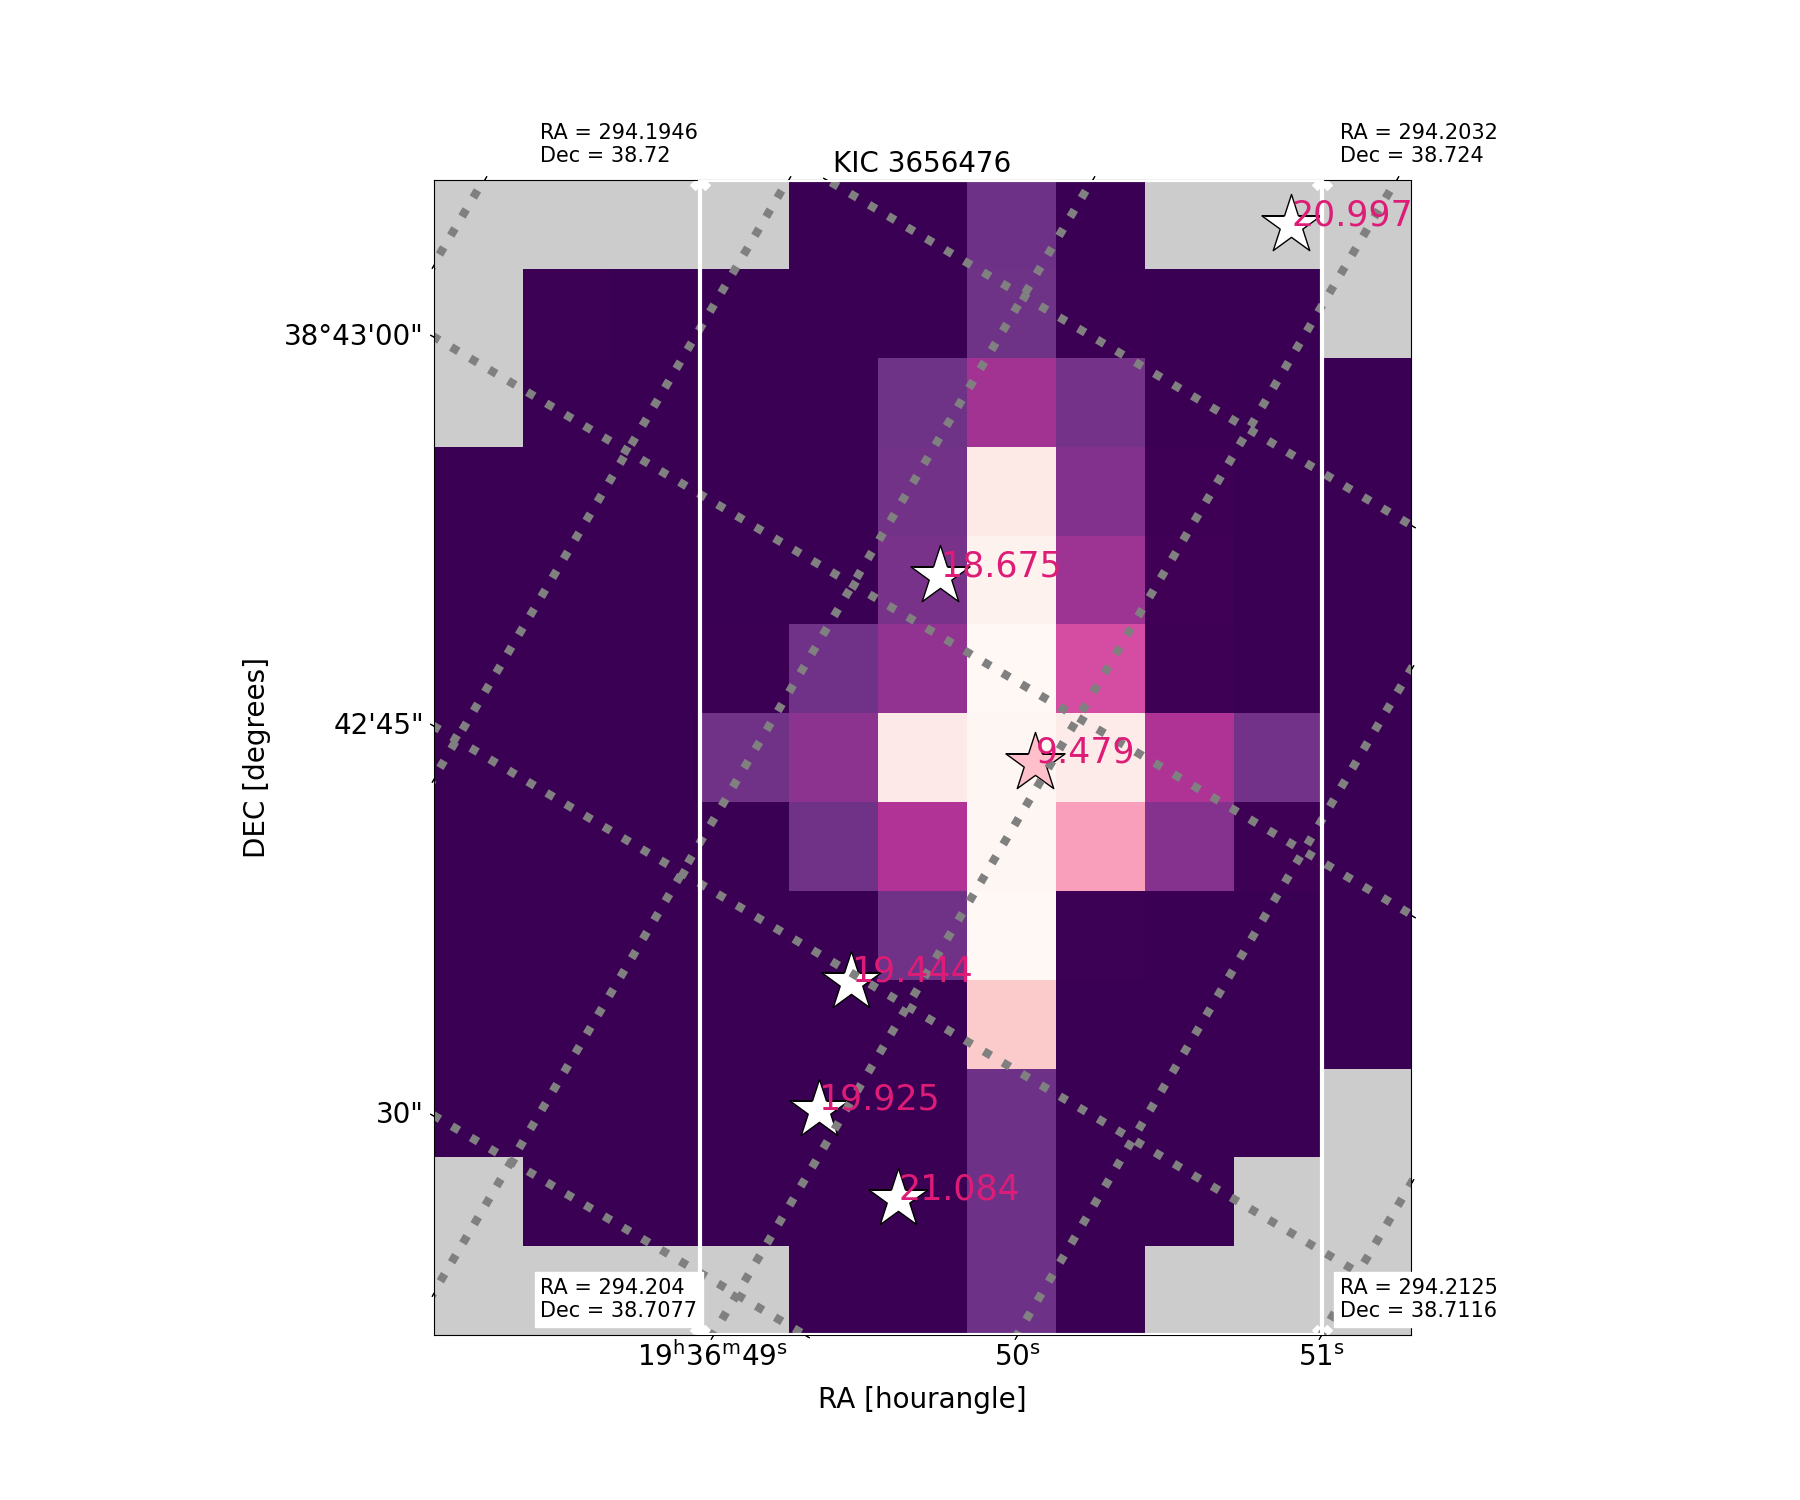 RA = 294.1946
Dec = 38.72
RA = 294.2032
Dec = 38.724
KIC 3656476
20.997
38°43'00"
18.675
42'45"
9.479
DEC [degrees]
19.444
19.925
30"
21.084
RA = 294.204
Dec = 38.7077
RA = 294.2125
Dec = 38.7116
19h36m49s
50s
51s
RA [hourangle]